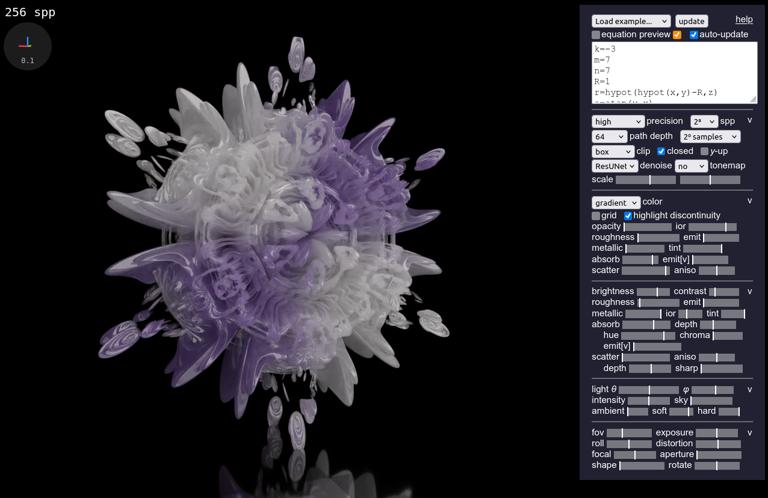 256 spp
0.1
Load example... update help
equation preview auto-update
k=-3
m=7
n=7
R=1
r=hypot(hypot(x,y)-R,z)
high precision spp v
64 path depth 2⁰ samples
box clip closed y-up
ResUNet denoise no tonemap
scale
gradient color v
grid highlight discontinuity
opacity ior
roughness emit
metallic tint
absorb emit[v]
scatter aniso
brightness contrast v
roughness emit
metallic ior tint
absorb depth
hue chroma
emit[v]
scatter aniso
depth sharp
light θ φ v
intensity sky
ambient soft hard
fov exposure v
roll distortion
focal aperture
shape rotate